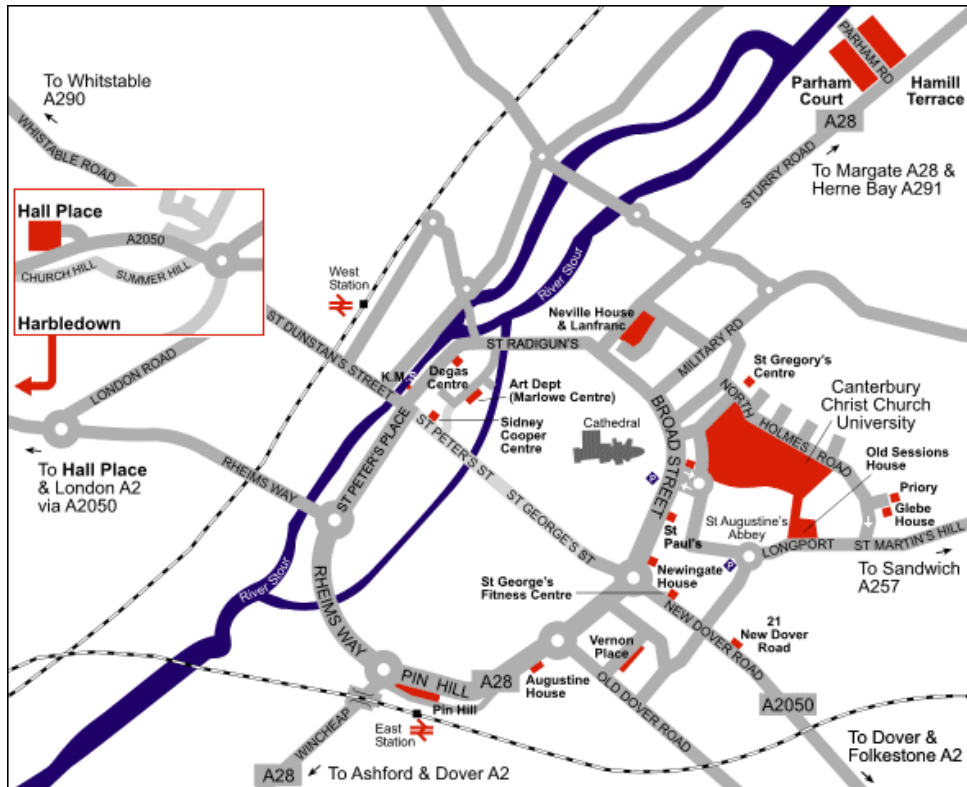 To Whitstable
A290
WHISTABLE ROAD
PARHAM RD
Parham
Court
Hamill
Terrace
A28
To Margate A28 &
Herne Bay A291
STURRY ROAD
Hall Place
A2050
CHURCH HILL
SUMMER HILL
Harbledown
West
Station
River Stour
ST DUNSTAN'S STREET
Neville House
& Lanfranc
ST RADIGUN'S
MILITARY RD
LONDON ROAD
K.M
P
Degas
Centre
Art Dept
(Marlowe Centre)
Sidney
Cooper
Centre
St Gregory's
Centre
NORTH HOLMES ROAD
Canterbury
Christ Church
University
BROAD STREET
Cathedral
Old Sessions
House
Priory
Glebe
House
To Hall Place
& London A2
via A2050
RHEIMS WAY
ST PETER'S PLACE
ST PETER'S ST
ST GEORGE'S ST
P
St
Paul's
St Augustine's
Abbey
P
LONGPORT
ST MARTIN'S HILL
To Sandwich
A257
River Stour
RHEIMS WAY
St George's
Fitness Centre
Newingate
House
NEW DOVER ROAD
21
New Dover
Road
Vernon
Place
Augustine
House
OLD DOVER ROAD
PIN HILL
A28
Pin Hill
East
Station
WINCHEAP
A28
To Ashford & Dover A2
A2050
To Dover &
Folkestone A2